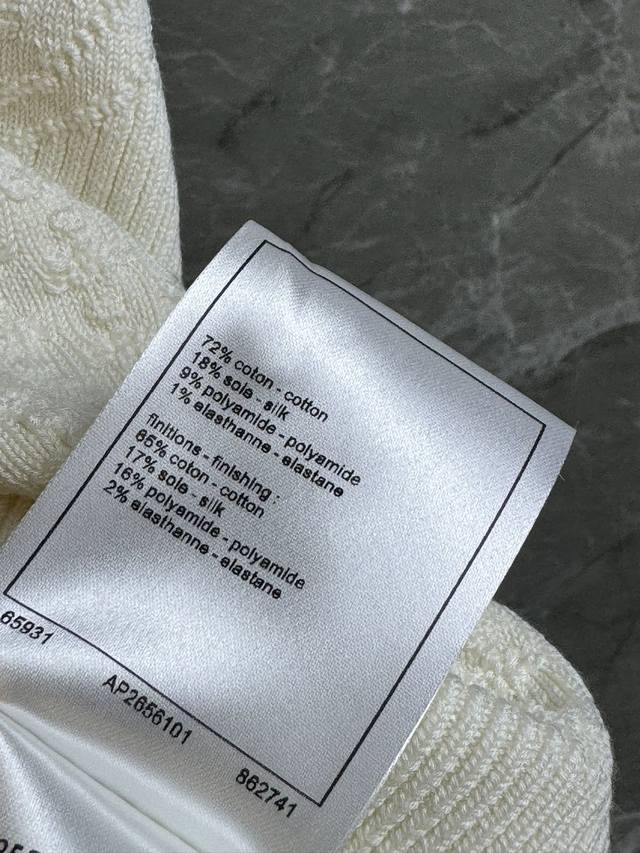 72% coton - cotton
18% soie - silk
9% polyamide - polyamide
1% elasthanne - elastane
finitions - finishing :
66% coton - cotton
17% soie - silk
16% polyamide - polyamide
2% elasthanne - elastane
65931
AP2656101
862741